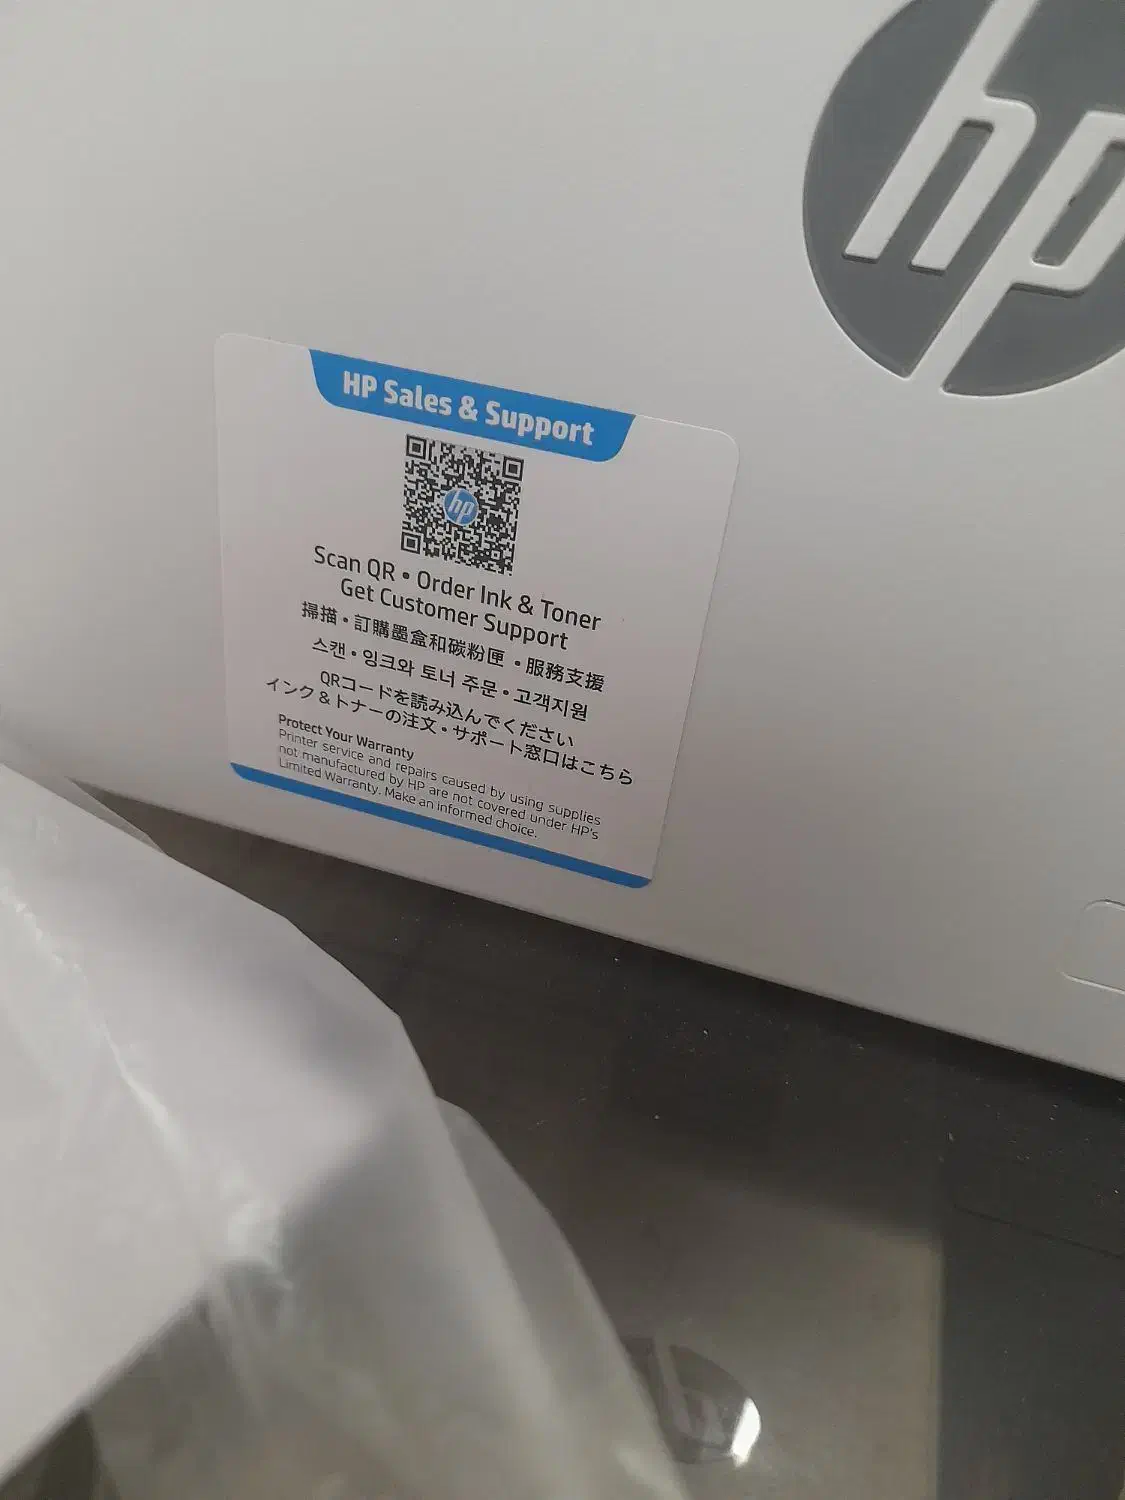 hp
HP Sales & Support
hp
Scan QR • Order Ink & Toner
Get Customer Support
掃描・訂購墨盒和碳粉匣・服務支援
스캔 • 잉크와 토너 주문 • 고객지원
QRコードを読み込んでください
インク＆トナーの注文・サポート窓口はこちら
Protect Your Warranty
Printer service and repairs caused by using supplies
not manufactured by HP are not covered under HP's
Limited Warranty. Make an informed choice.